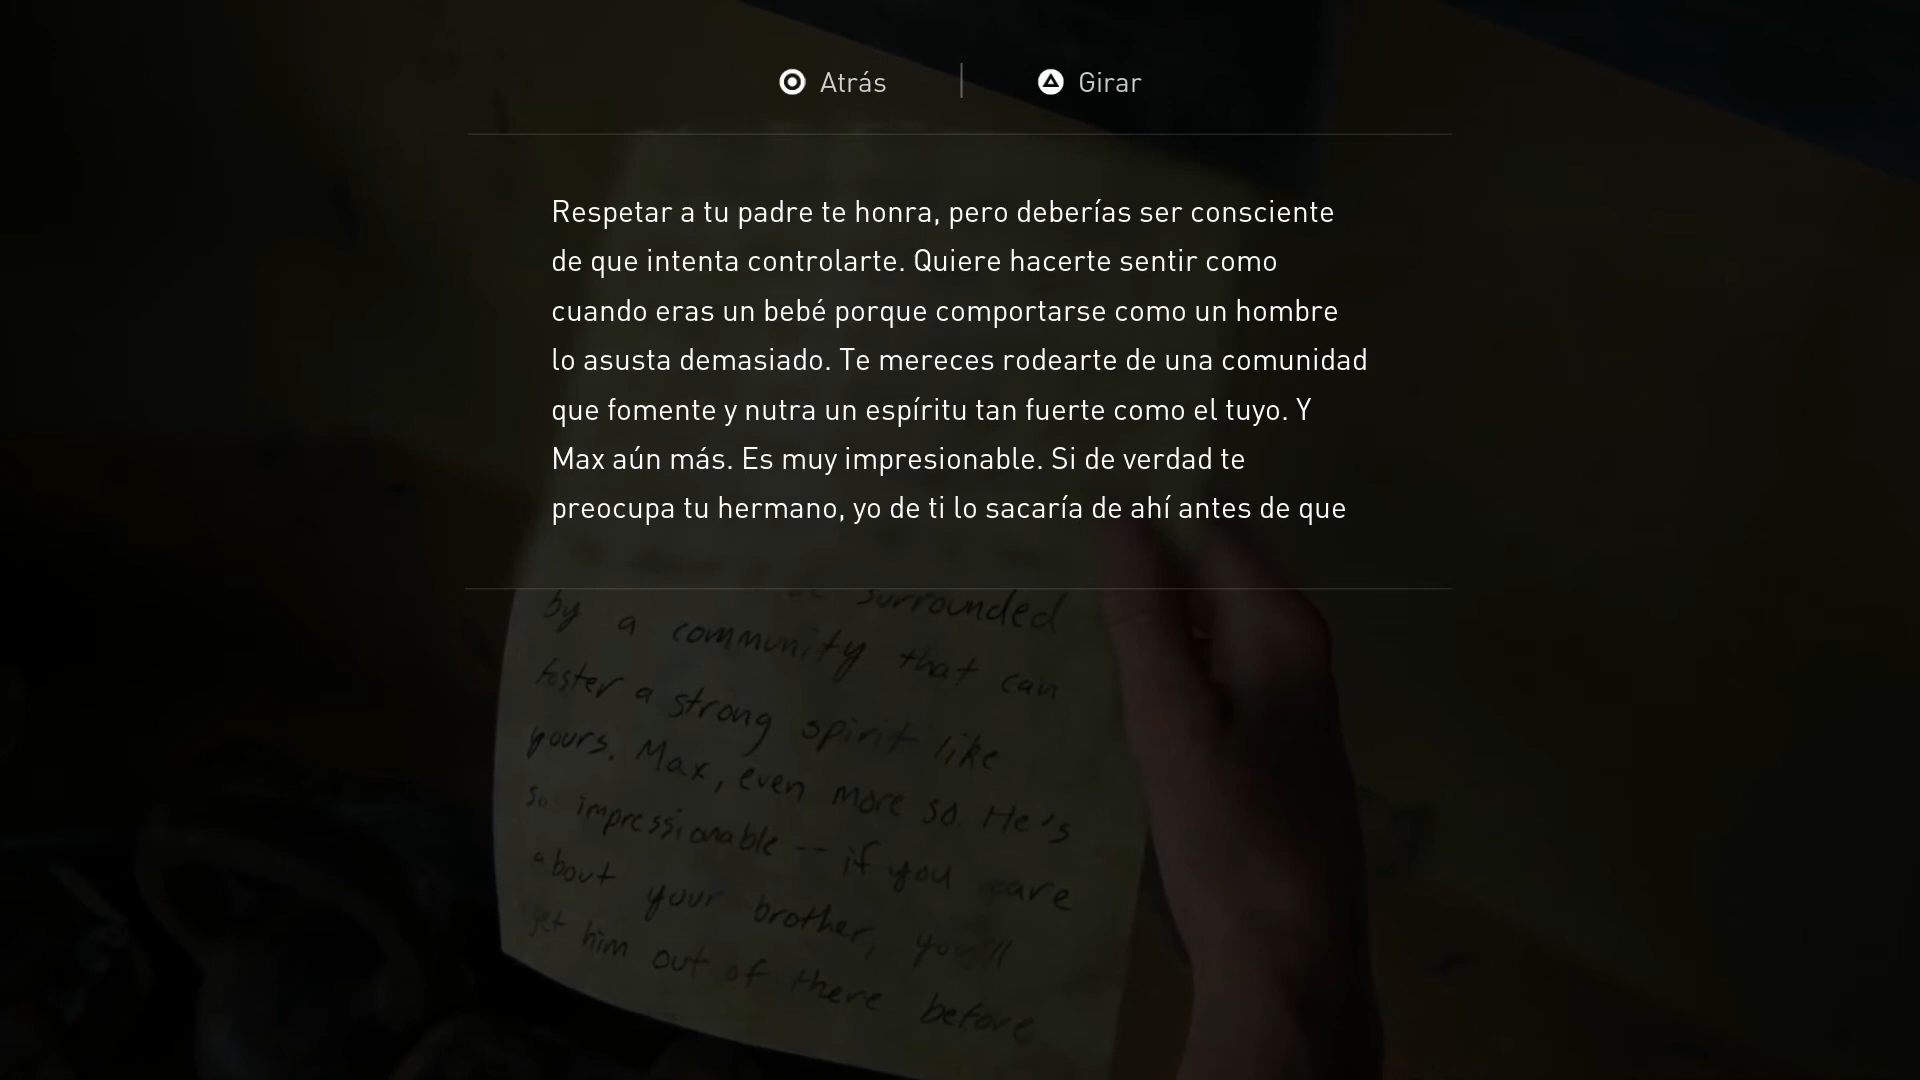 Atrás
Girar
Respetar a tu padre te honra, pero deberías ser consciente
de que intenta controlarte. Quiere hacerte sentir como
cuando eras un bebé porque comportarse como un hombre
lo asusta demasiado. Te mereces rodearte de una comunidad
que fomente y nutra un espíritu tan fuerte como el tuyo. Y
Max aún más. Es muy impresionable. Si de verdad te
preocupa tu hermano, yo de ti lo sacaría de ahí antes de que
surrounded
by a community that can
foster a strong spirit like
yours. Max, even more so. He's
so impressionable -- if you care
about your brother, you'll
get him out of there before